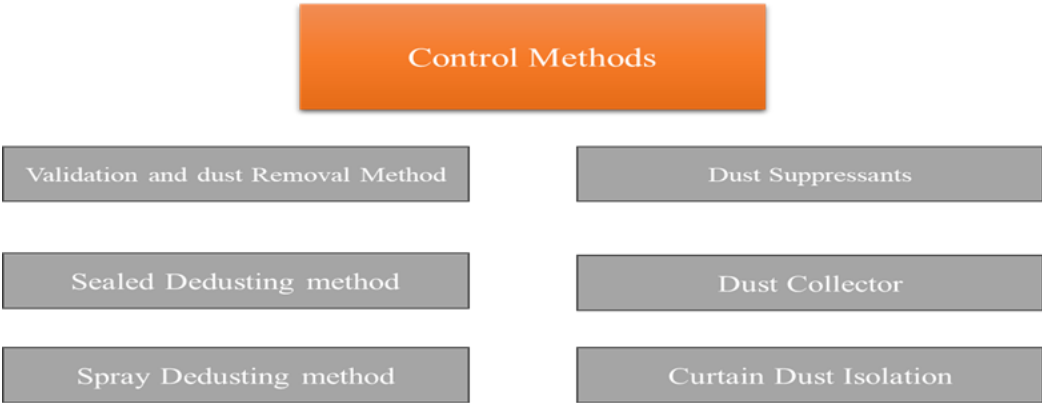 Control Methods
Validation and dust Removal Method
Dust Suppressants
Sealed Dedusting method
Dust Collector
Spray Dedusting method
Curtain Dust Isolation